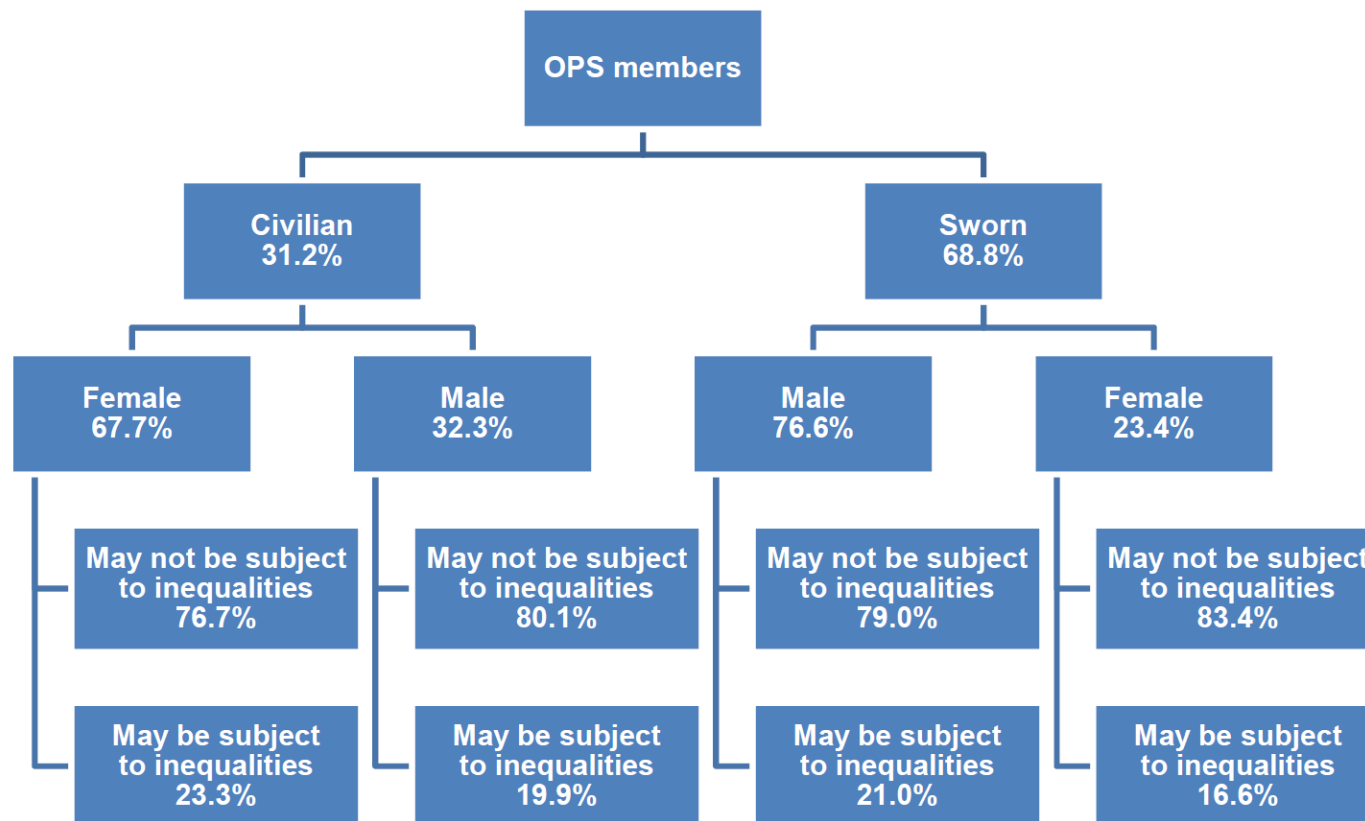 OPS members
Civilian
31.2%
Sworn
68.8%
Female
67.7%
Male
32.3%
Male
76.6%
Female
23.4%
May not be subject
to inequalities
76.7%
May not be subject
to inequalities
80.1%
May not be subject
to inequalities
79.0%
May not be subject
to inequalities
83.4%
May be subject
to inequalities
23.3%
May be subject
to inequalities
19.9%
May be subject
to inequalities
21.0%
May be subject
to inequalities
16.6%